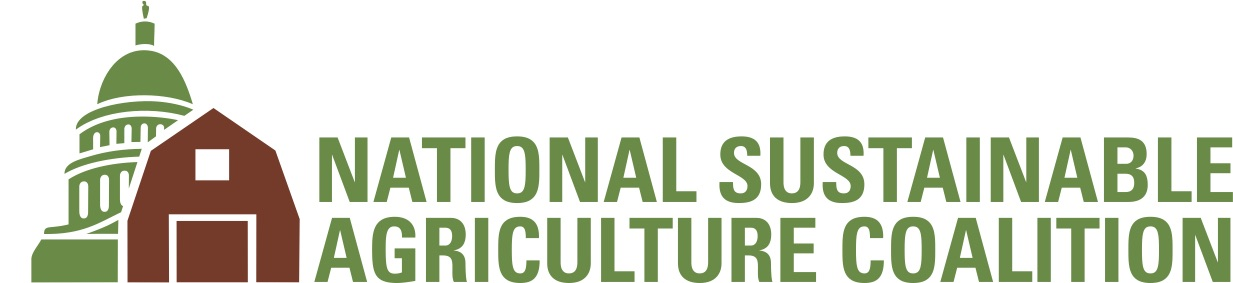 NATIONAL SUSTAINABLE
AGRICULTURE COALITION